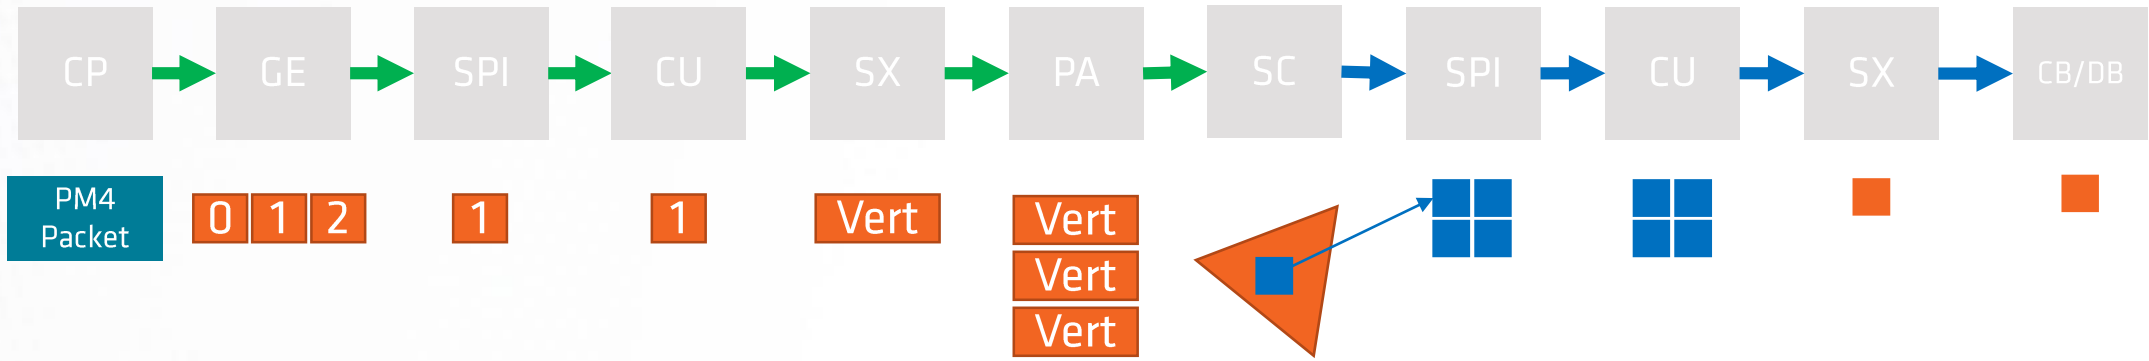 CP GE SPI CU SX PA SC SPI CU SX CB/DB
PM4
Packet
0 1 2
1
1
Vert
Vert
Vert
Vert